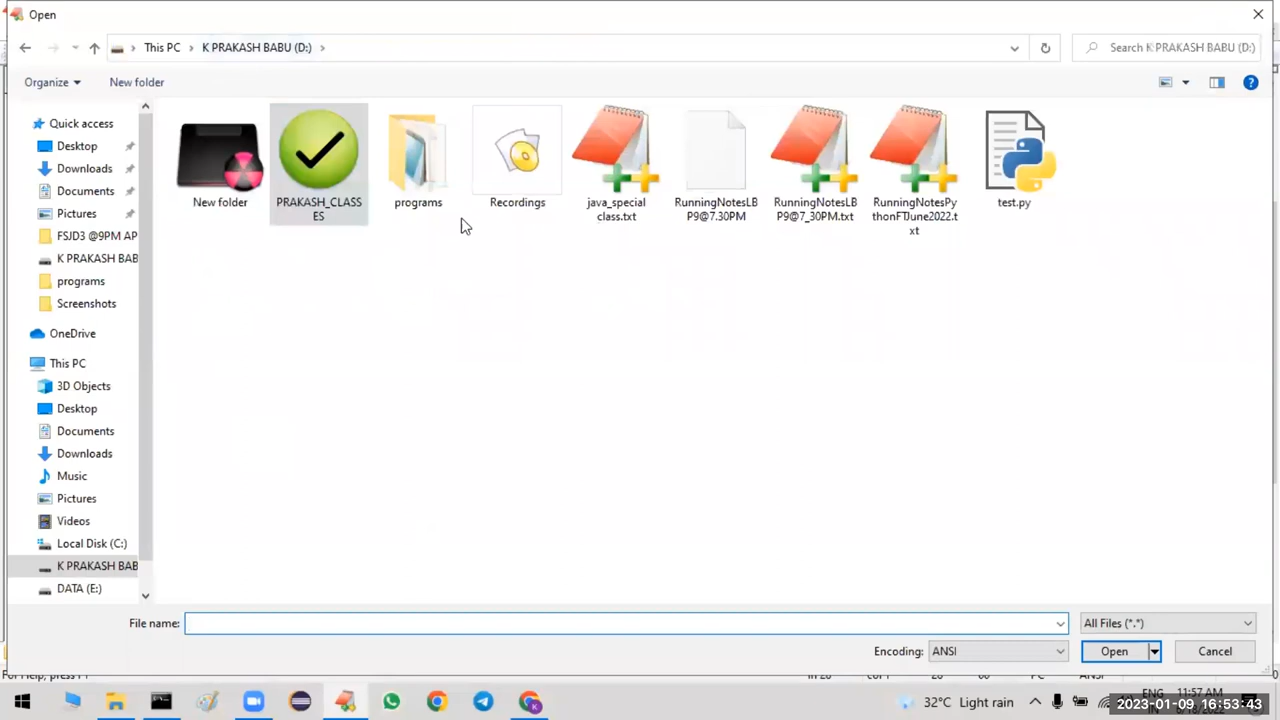 Open
This PC
K PRAKASH BABU (D:)
Search K PRAKASH BABU (D:)
Organize
New folder
Quick access
Desktop
Downloads
Documents
Pictures
FSJD3 @9PM AP
K PRAKASH BAB
programs
Screenshots
OneDrive
This PC
3D Objects
Desktop
Documents
Downloads
Music
Pictures
Videos
Local Disk (C:)
K PRAKASH BAB
DATA (E:)
New folder
PRAKASH_CLASS
ES
programs
Recordings
java_special
class.txt
RunningNotesLB
P9@7.30PM
RunningNotesLB
P9@7_30PM.txt
RunningNotesPy
thonFTJune2022.t
xt
test.py
File name:
All Files (*.*)
Encoding:
ANSI
Open
Cancel
32°C Light rain
ENG
IN
11:57 AM
2023-01-09, 16:53:43